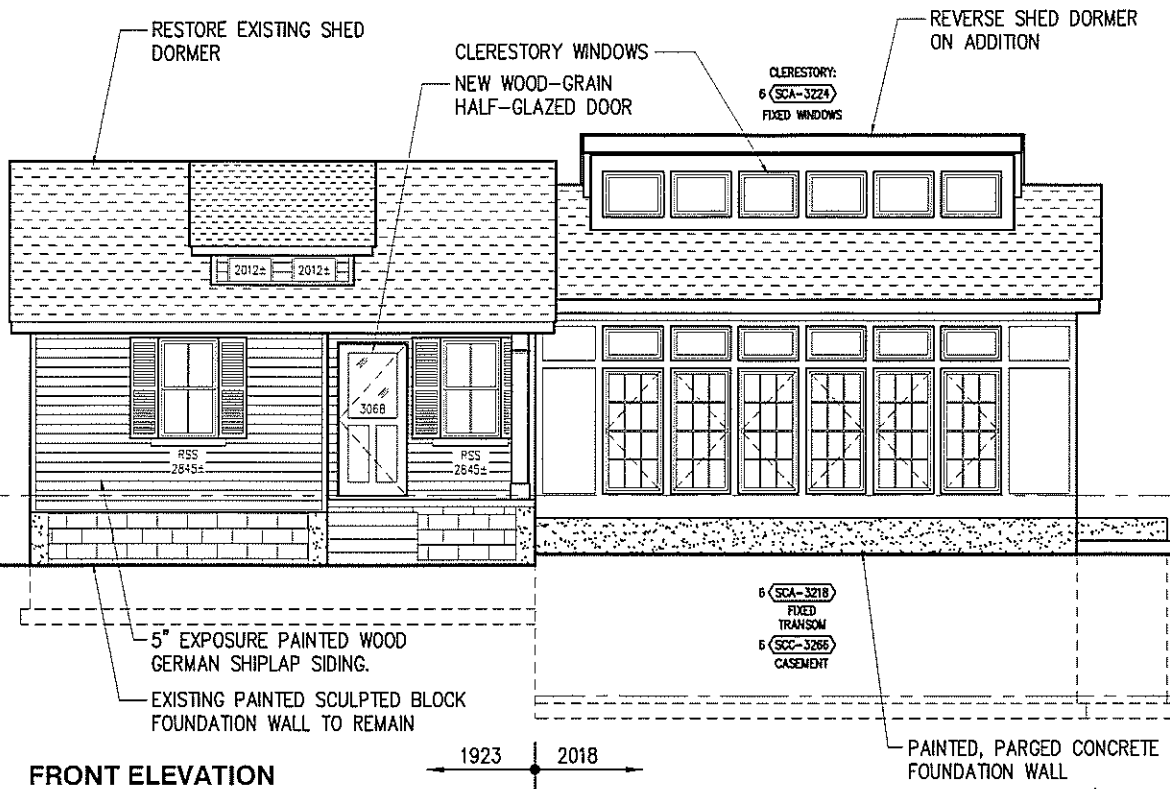 RESTORE EXISTING SHED
DORMER
CLERESTORY WINDOWS
NEW WOOD-GRAIN
HALF-GLAZED DOOR
CLERESTORY:
6 SCA-3224
FIXED WINDOWS
REVERSE SHED DORMER
ON ADDITION
2012± 2012±
3068
RSS
2845±
RSS
2845±
6 SCA-3218
FIXED
TRANSOM
6 SCC-3266
CASEMENT
5" EXPOSURE PAINTED WOOD
GERMAN SHIPLAP SIDING.
EXISTING PAINTED SCULPTED BLOCK
FOUNDATION WALL TO REMAIN
PAINTED, PARGED CONCRETE
FOUNDATION WALL
1923 2018
FRONT ELEVATION